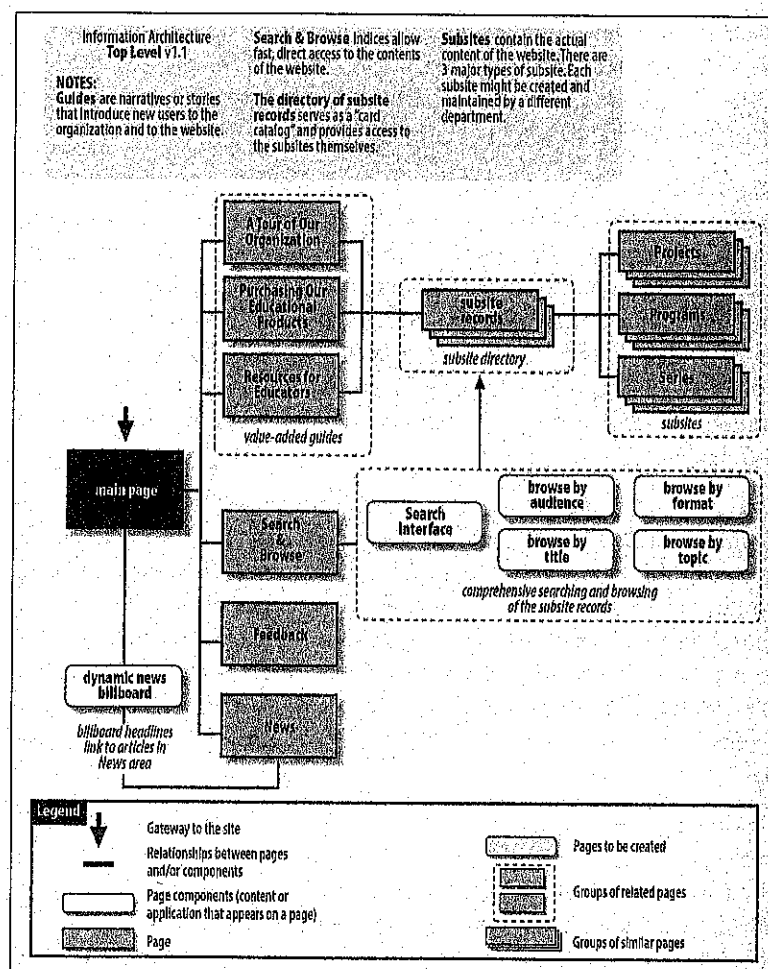 Information Architecture
Top Level v1.1
NOTES:
Guides are narratives or stories
that introduce new users to the
organization and to the website.
Search & Browse indices allow
fast, direct access to the contents
of the website.
The directory of subsite
records serves as a "card
catalog" and provides access to
the subsites themselves.
Subsites contain the actual
content of the website. There are
3 major types of subsite. Each
subsite might be created and
maintained by a different
department.
A Tour of Our
Organization
Purchasing Our
Educational
Products
Resources for
Educators
value-added guides
subsite
records
subsite directory
Projects
Programs
Series
subsites
main page
Search
&
Browse
Search
Interface
browse by
audience
browse by
format
browse by
title
browse by
topic
comprehensive searching and browsing
of the subsite records
Feedback
dynamic news
billboard
News
billboard headlines
link to articles in
News area
Legend
Gateway to the site
Relationships between pages
and/or components
Page components (content or
application that appears on a page)
Page
Pages to be created
Groups of related pages
Groups of similar pages